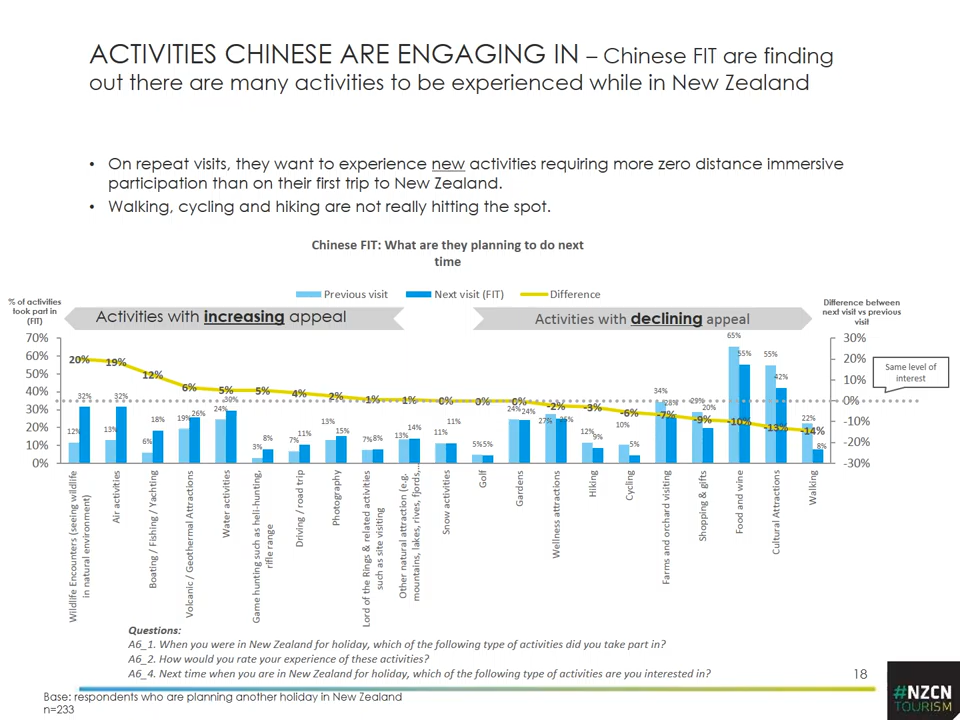 ACTIVITIES CHINESE ARE ENGAGING IN – Chinese FIT are finding
out there are many activities to be experienced while in New Zealand
• On repeat visits, they want to experience new activities requiring more zero distance immersive
participation than on their first trip to New Zealand.
• Walking, cycling and hiking are not really hitting the spot.
Chinese FIT: What are they planning to do next
time
Previous visit
Next visit (FIT)
Difference
% of activities
took part in
(FIT)
Activities with increasing appeal
Activities with declining appeal
Difference between
next visit vs previous
visit
70%
60%
50%
40%
30%
20%
10%
0%
30%
20%
10%
0%
-10%
-20%
-30%
Same level of
interest
20%
19%
12%
6%
5%
5%
4%
2%
1%
1%
0%
0%
0%
-2%
-3%
-6%
-7%
-9%
-10%
-13%
-14%
12%
32%
13%
32%
6%
18%
19%
26%
24%
30%
3%
8%
7%
11%
13%
15%
7%
8%
13%
14%
11%
11%
5%
5%
24%
24%
27%
25%
12%
9%
10%
5%
34%
29%
20%
65%
55%
55%
42%
22%
8%
Wildlife Encounters (seeing wildlife
in natural environment)
Air activities
Boating / Fishing / Yachting
Volcanic / Geothermal Attractions
Water activities
Game hunting such as heli-hunting,
rifle range
Driving / road trip
Photography
Lord of the Rings & related activities
such as site visiting
Other natural attraction (e.g.
mountains, lakes, rives, fjords,…
Snow activities
Golf
Gardens
Wellness attractions
Hiking
Cycling
Farms and orchard visiting
Shopping & gifts
Food and wine
Cultural Attractions
Walking
Questions:
A6_1. When you were in New Zealand for holiday, which of the following type of activities did you take part in?
A6_2. How would you rate your experience of these activities?
A6_4. Next time when you are in New Zealand for holiday, which of the following type of activities are you interested in?
18
Base: respondents who are planning another holiday in New Zealand
n=233
#NZCN
TOURISM